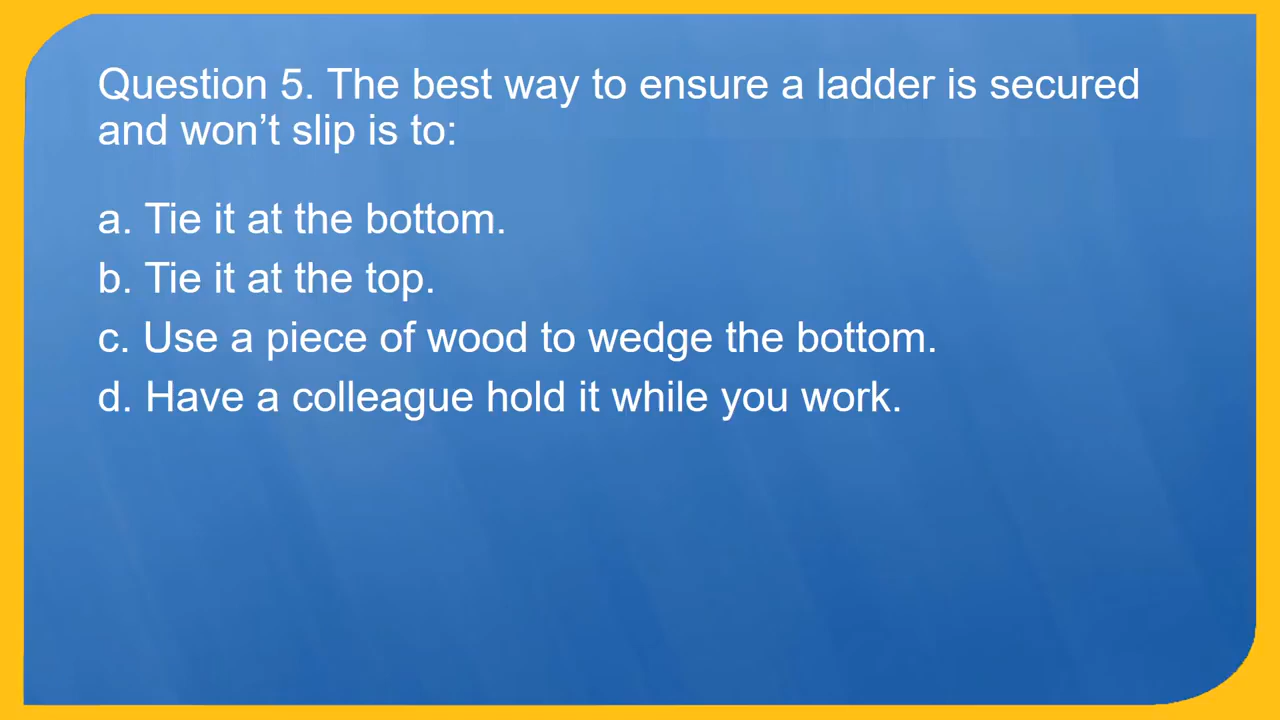 Question 5. The best way to ensure a ladder is secured
and won’t slip is to:
a. Tie it at the bottom.
b. Tie it at the top.
c. Use a piece of wood to wedge the bottom.
d. Have a colleague hold it while you work.